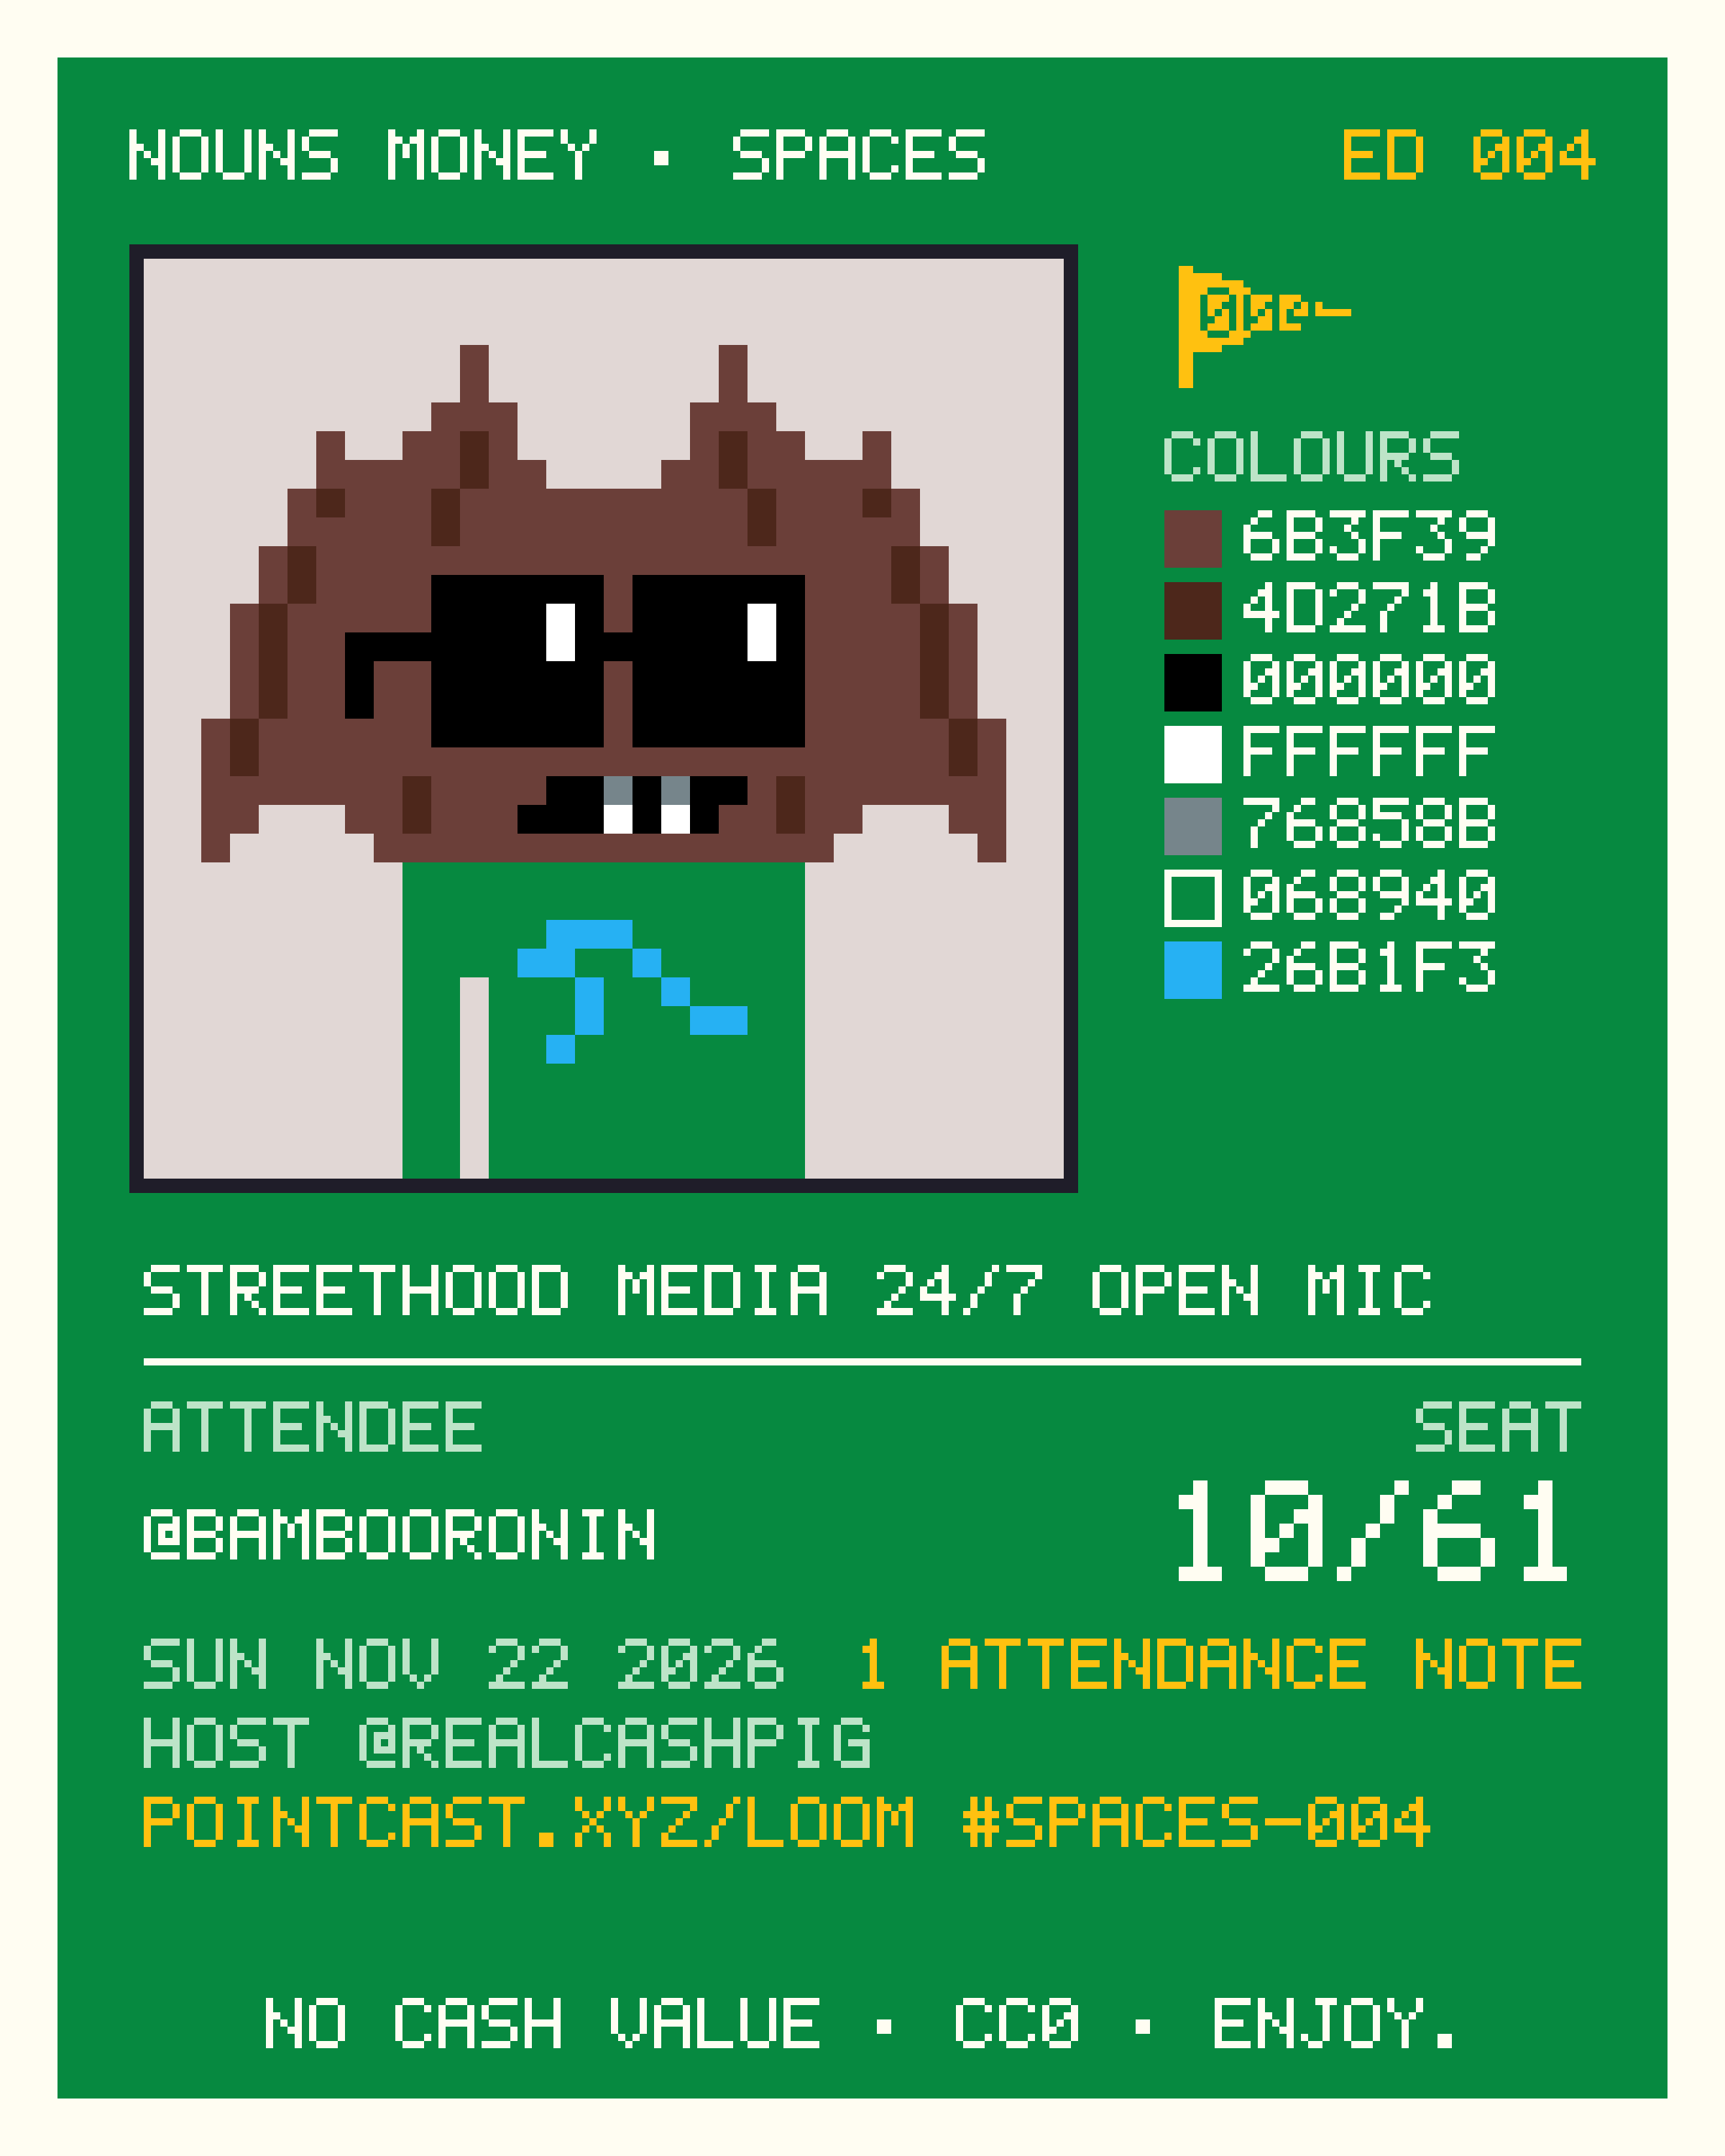 NOUNS MONEY · SPACES
ED 004
COLOURS
6B3F39
4D271B
000000
FFFFFF
76858B
068940
26B1F3
STREETHOOD MEDIA 24/7 OPEN MIC
ATTENDEE
SEAT
@BAMBOORONIN
10/61
SUN NOV 22 2026
1 ATTENDANCE NOTE
HOST @REALCASHPIG
POINTCAST.XYZ/LOOM #SPACES-004
NO CASH VALUE · CC0 · ENJOY.